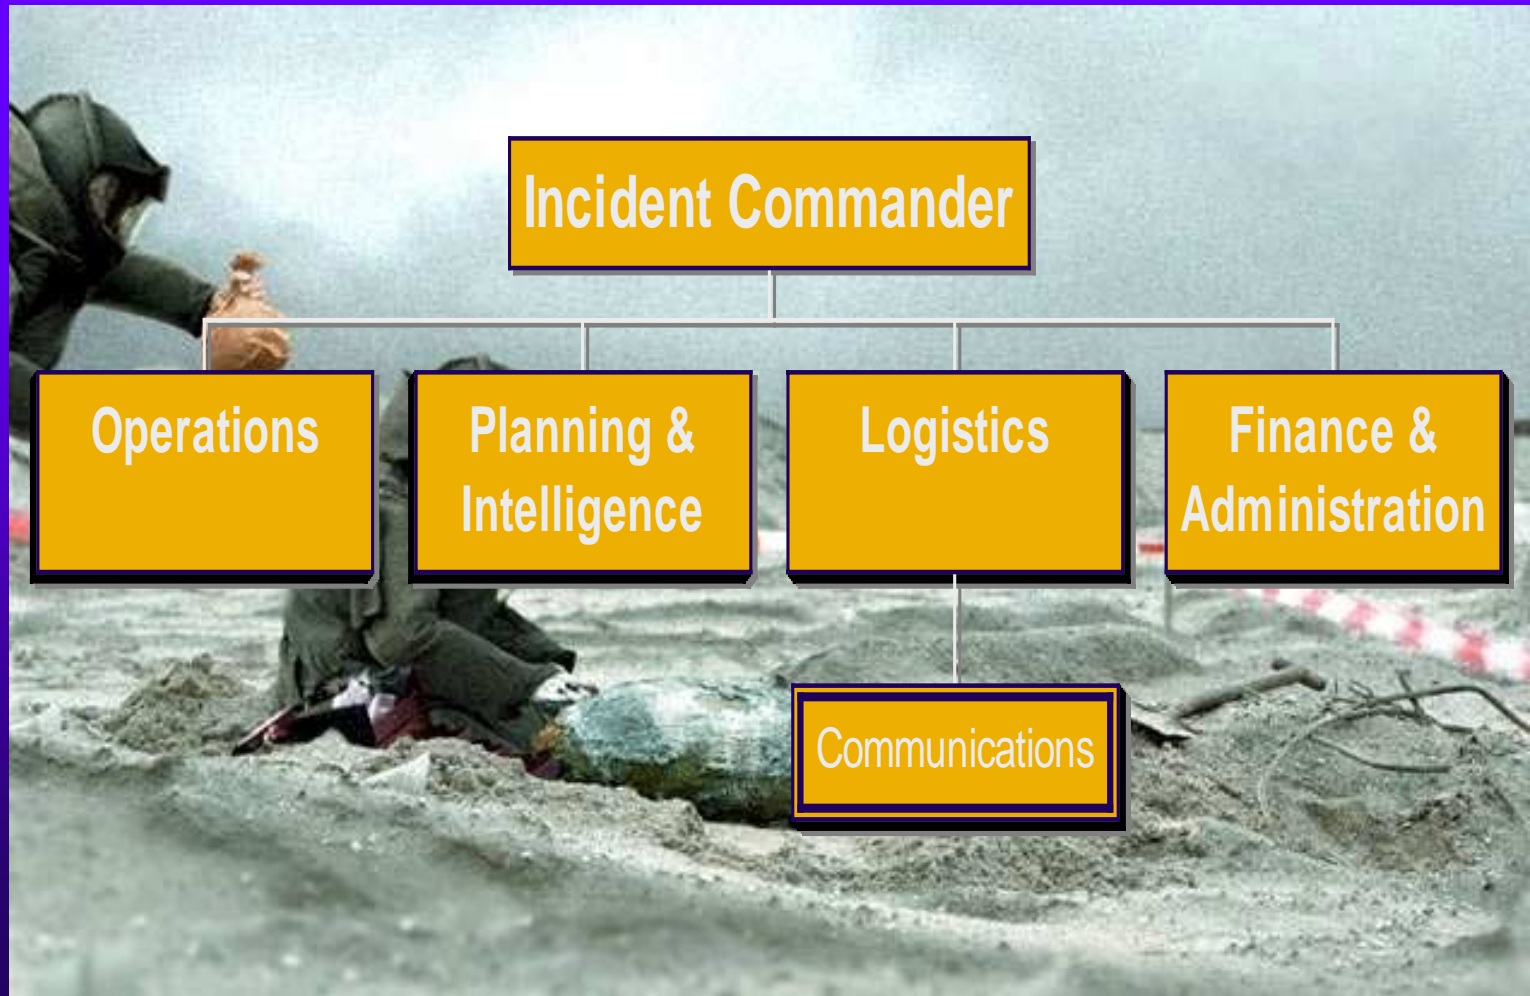 Incident Commander
Operations
Planning &
Intelligence
Logistics
Finance &
Administration
Communications